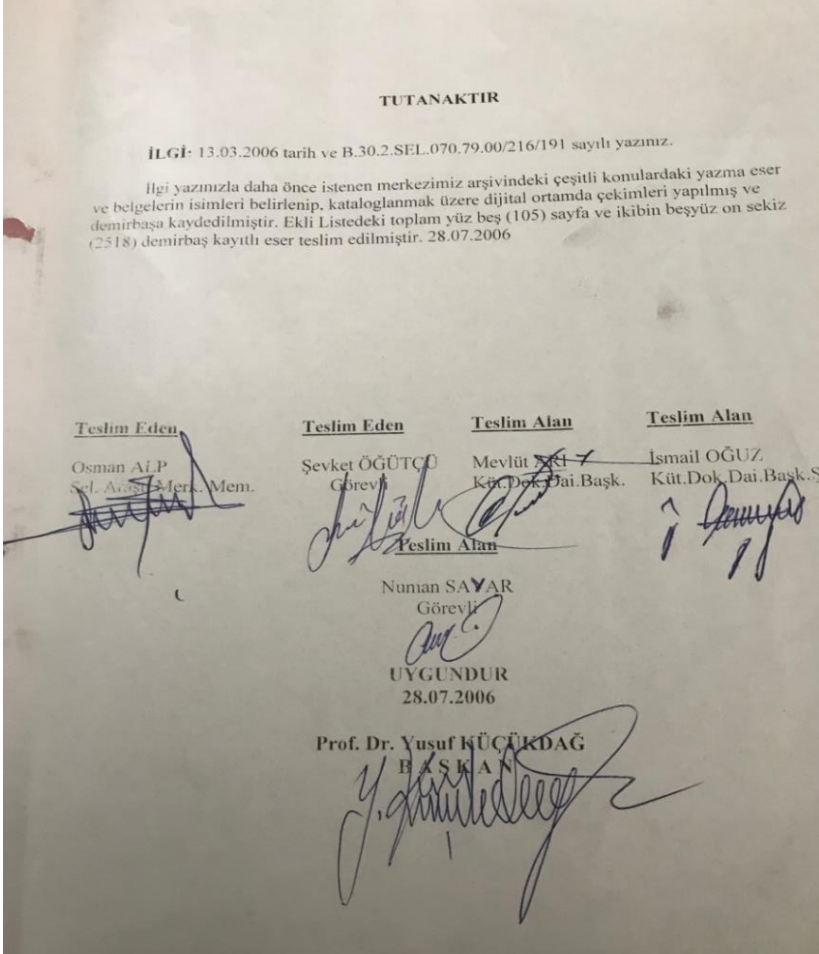 TUTANAKTIR
İLGİ: 13.03.2006 tarih ve B.30.2.SEL.070.79.00/216/191 sayılı yazınız.
İlgi yazınızla daha önce istenen merkezimiz arşivindeki çeşitli konulardaki yazma eser
ve belgelerin isimleri belirlenip, kataloglanmak üzere dijital ortamda çekimleri yapılmış ve
demirbaşa kaydedilmiştir. Ekli Listedeki toplam yüz beş (105) sayfa ve ikibin beşyüz on sekiz
(2518) demirbaş kayıtlı eser teslim edilmiştir. 28.07.2006
Teslim Eden Teslim Eden Teslim Alan Teslim Alan
Osman ALP Şevket ÖĞÜTÇÜ Mevlüt İsmail OĞUZ
Sel. Araş. Merk. Mem. Görevli Küt.Dok.Dai.Başk. Küt.Dok.Dai.Başk.Ş
Teslim Alan
Numan SAYAR
Görevli
UYGUNDUR
28.07.2006
Prof. Dr. Yusuf KÜÇÜKDAĞ
BAŞKAN